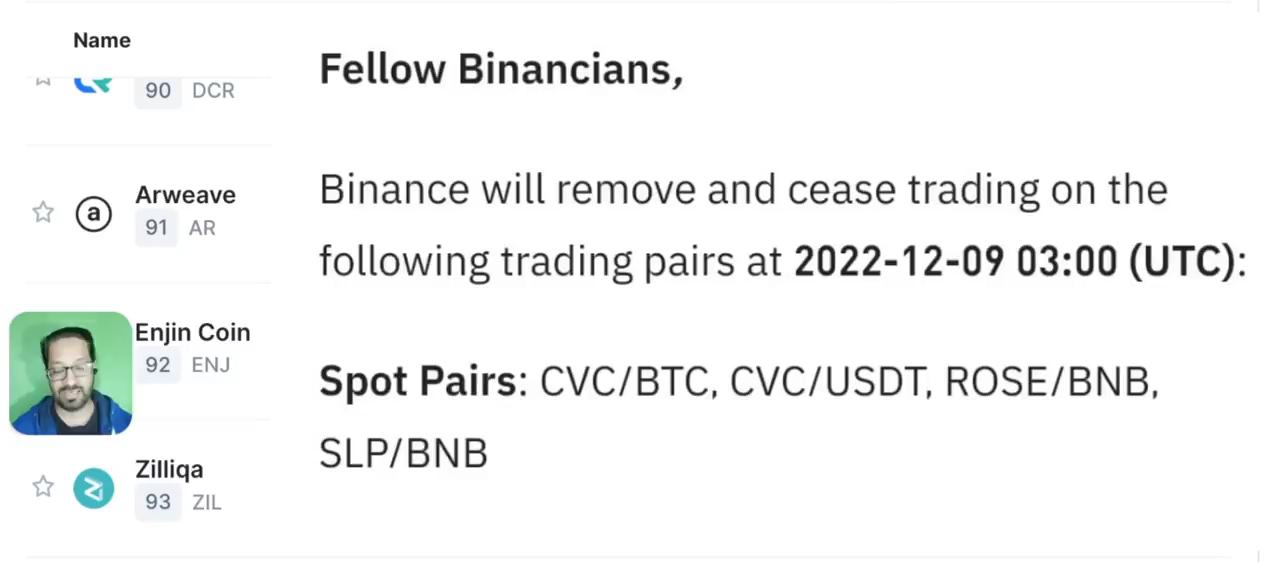 Name
90 DCR
Arweave
91 AR
Enjin Coin
92 ENJ
Zilliqa
93 ZIL
Fellow Binancians,
Binance will remove and cease trading on the
following trading pairs at 2022-12-09 03:00 (UTC):
Spot Pairs: CVC/BTC, CVC/USDT, ROSE/BNB,
SLP/BNB